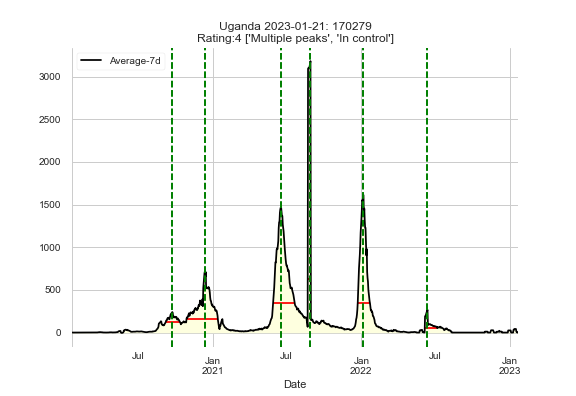 Uganda 2023-01-21: 170279
Rating:4 ['Multiple peaks', 'In control']
Average-7d
3000
2500
2000
1500
1000
500
0
Jul
Jan
2021
Jul
Jan
2022
Jul
Jan
2023
Date